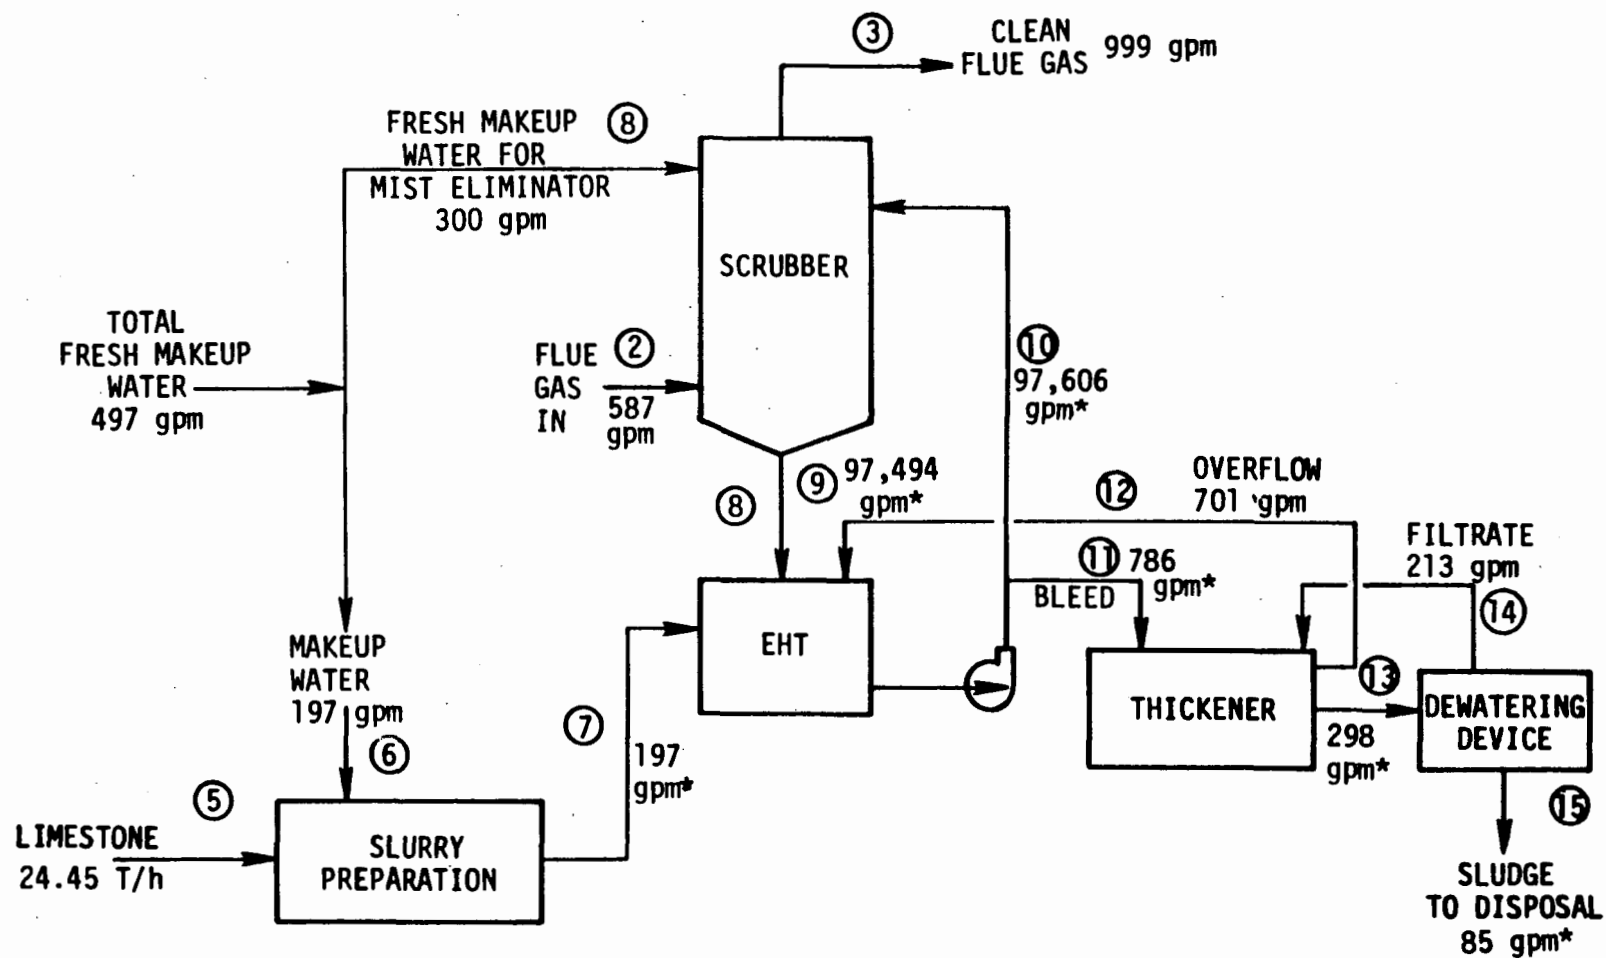 ③
CLEAN
FLUE GAS 999 gpm
FRESH MAKEUP ⑧
WATER FOR
MIST ELIMINATOR
300 gpm
SCRUBBER
TOTAL
FRESH MAKEUP
WATER
497 gpm
FLUE ②
GAS
IN
587
gpm
⑩
97,606
gpm*
⑧
⑨ 97,494
gpm*
⑫
OVERFLOW
701 gpm
⑪ 786
gpm*
BLEED
FILTRATE
213 gpm
⑭
EHT
MAKEUP
WATER
197 gpm
⑥
⑦
197
gpm*
THICKENER
⑬
298
gpm*
DEWATERING
DEVICE
⑮
⑤
LIMESTONE
24.45 T/h
SLURRY
PREPARATION
SLUDGE
TO DISPOSAL
85 gpm*